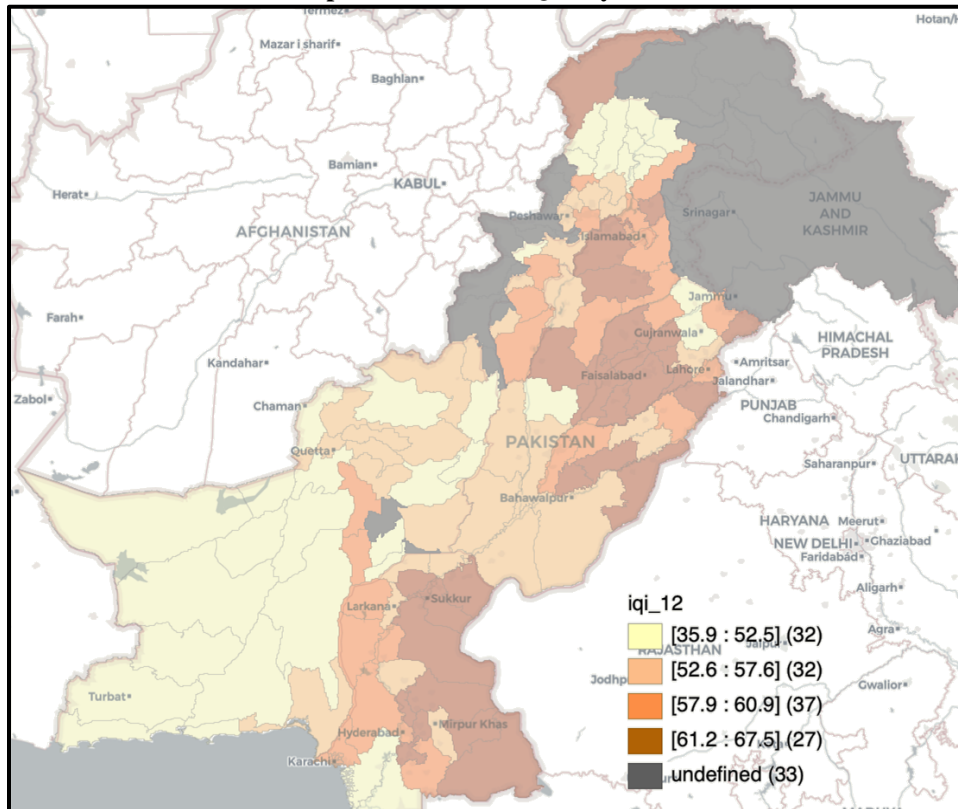 Termez
Hotan/H
Mazar i sharif
Baghlan
Bamian
Herat
KABUL
AFGHANISTAN
Peshawar
Srinagar
JAMMU
AND
KASHMIR
Islamabad
Farah
Jammu
Gujranwala
HIMACHAL
PRADESH
Kandahar
Amritsar
Faisalabad
Lahore
Jalandhar
Zabol
Chaman
PUNJAB
Chandigarh
PAKISTAN
Quetta
Saharanpur
UTTARAK
Bahawalpur
HARYANA
Meerut
NEW DELHI
Ghaziabad
Faridabad
Aligarh
Larkana
Sukkur
iqi_12
[35.9 : 52.5] (32)
Agra
Jaipur
RAJASTHAN
[52.6 : 57.6] (32)
Jodhp
Gwalior
Turbat
[57.9 : 60.9] (37)
Mirpur Khas
Hyderabad
[61.2 : 67.5] (27)
Karachi
undefined (33)